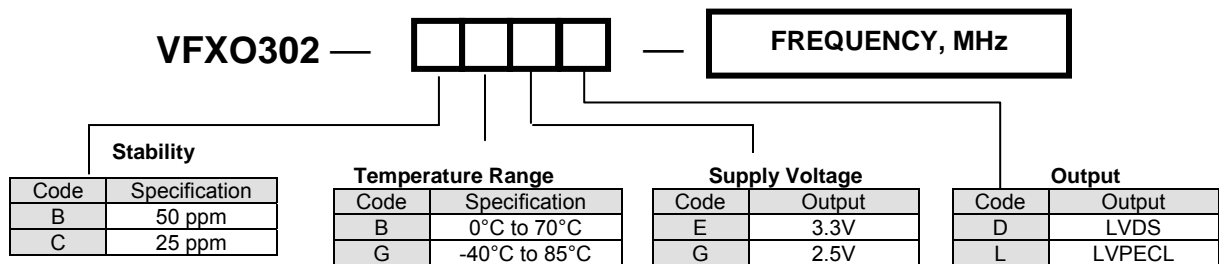 VFXO302 — — FREQUENCY, MHz
Stability
Code Specification
B 50 ppm
C 25 ppm
Temperature Range
Code Specification
B 0°C to 70°C
G -40°C to 85°C
Supply Voltage
Code Output
E 3.3V
G 2.5V
Output
Code Output
D LVDS
L LVPECL